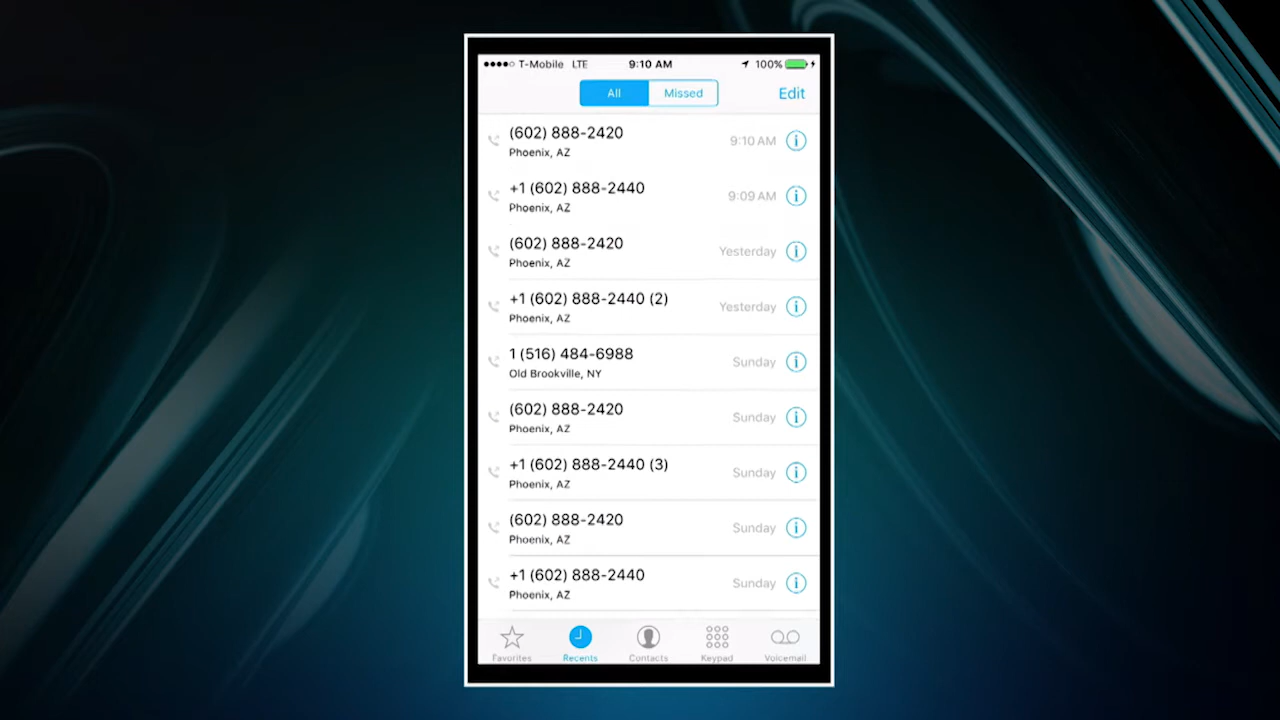 T-Mobile LTE 9:10 AM 100%
All Missed Edit
(602) 888-2420
Phoenix, AZ
9:10 AM
+1 (602) 888-2440
Phoenix, AZ
9:09 AM
(602) 888-2420
Phoenix, AZ
Yesterday
+1 (602) 888-2440 (2)
Phoenix, AZ
Yesterday
1 (516) 484-6988
Old Brookville, NY
Sunday
(602) 888-2420
Phoenix, AZ
Sunday
+1 (602) 888-2440 (3)
Phoenix, AZ
Sunday
(602) 888-2420
Phoenix, AZ
Sunday
+1 (602) 888-2440
Phoenix, AZ
Sunday
Favorites Recents Contacts Keypad Voicemail